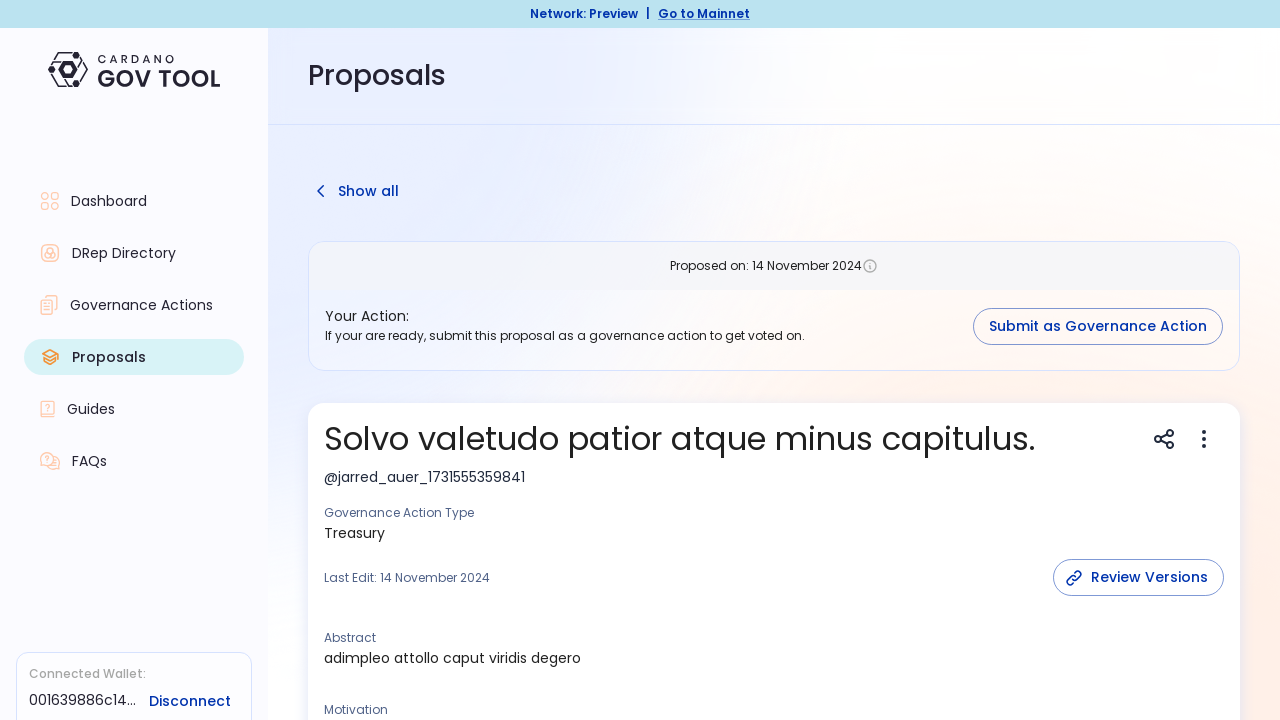 Network: Preview | Go to Mainnet
CARDANO
GOV TOOL
Proposals
Dashboard
DRep Directory
Governance Actions
Proposals
Guides
FAQs
Connected Wallet:
001639886c14... Disconnect
Show all
Proposed on: 14 November 2024
Your Action:
If your are ready, submit this proposal as a governance action to get voted on.
Submit as Governance Action
Solvo valetudo patior atque minus capitulus.
@jarred_auer_1731555359841
Governance Action Type
Treasury
Last Edit: 14 November 2024
Review Versions
Abstract
adimpleo attollo caput viridis degero
Motivation